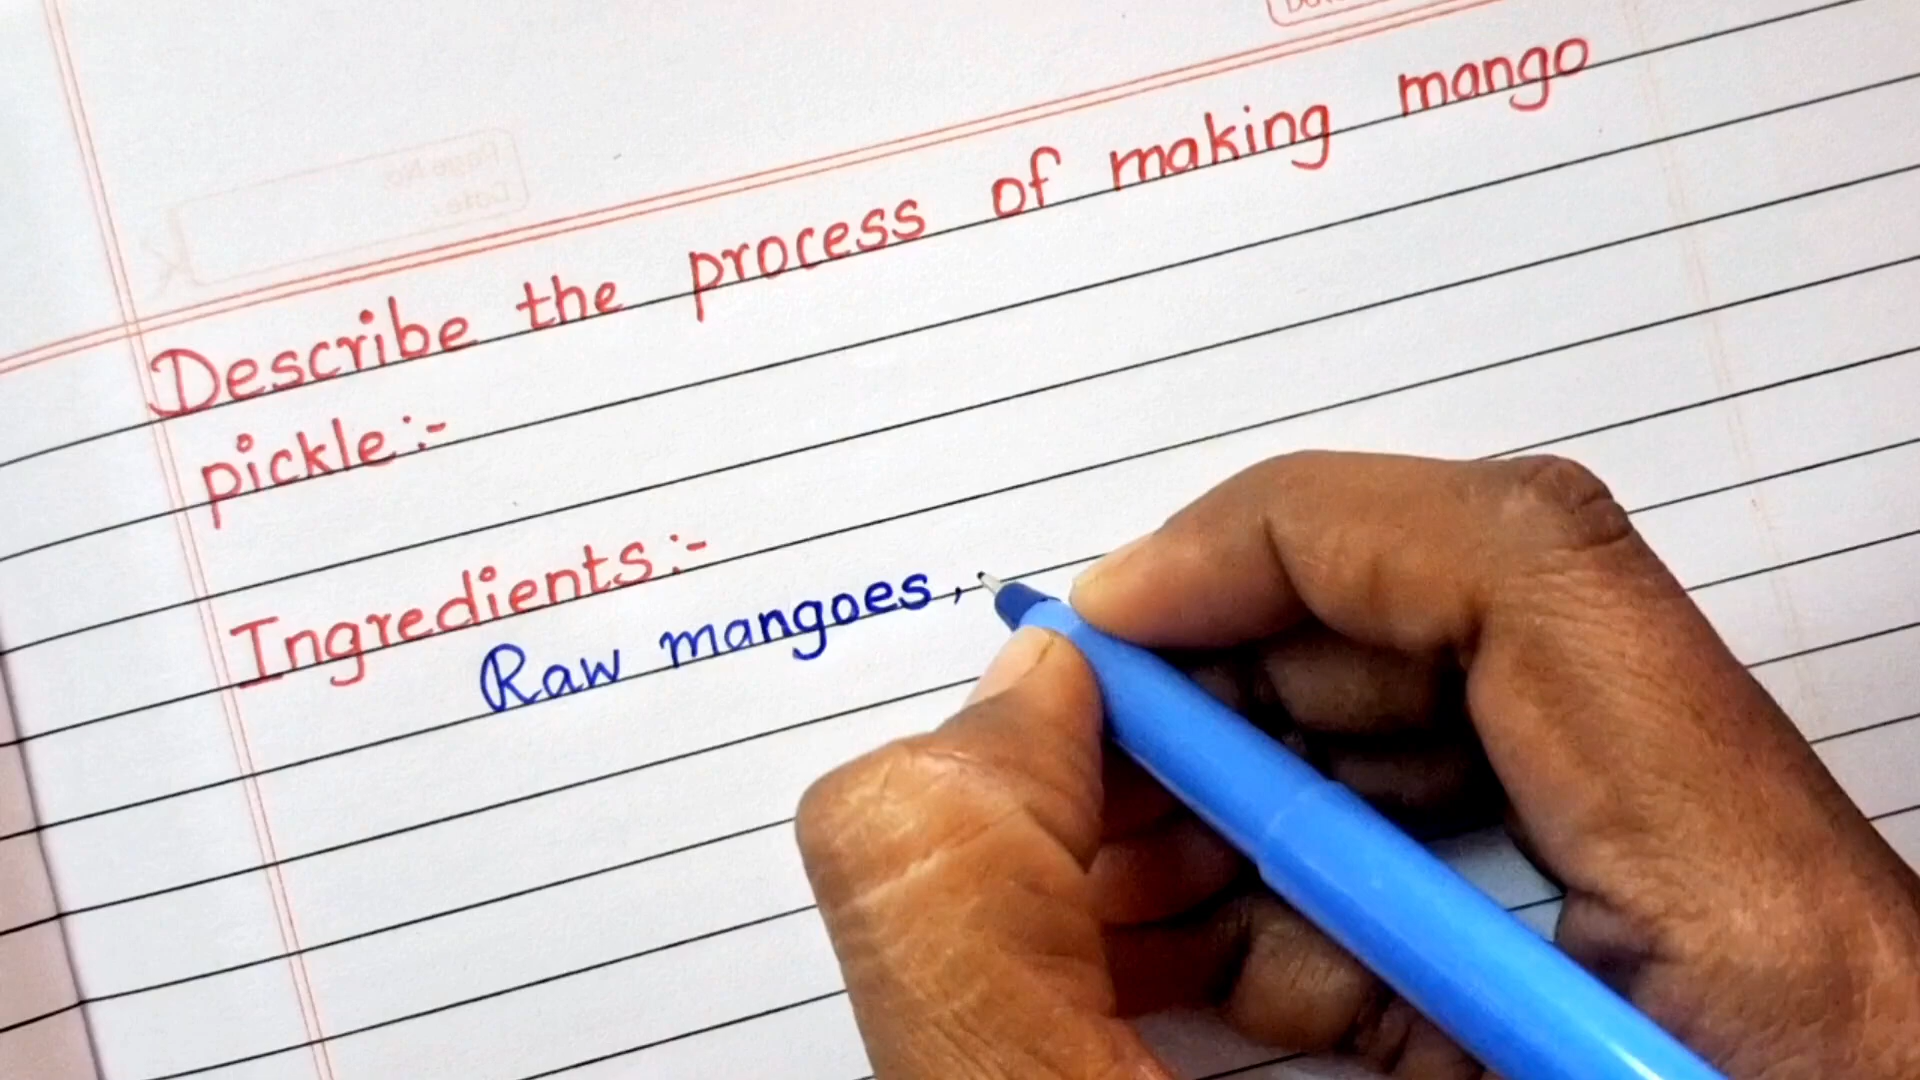 Describe the process of making mango
pickle:-
Ingredients:-
Raw mangoes,